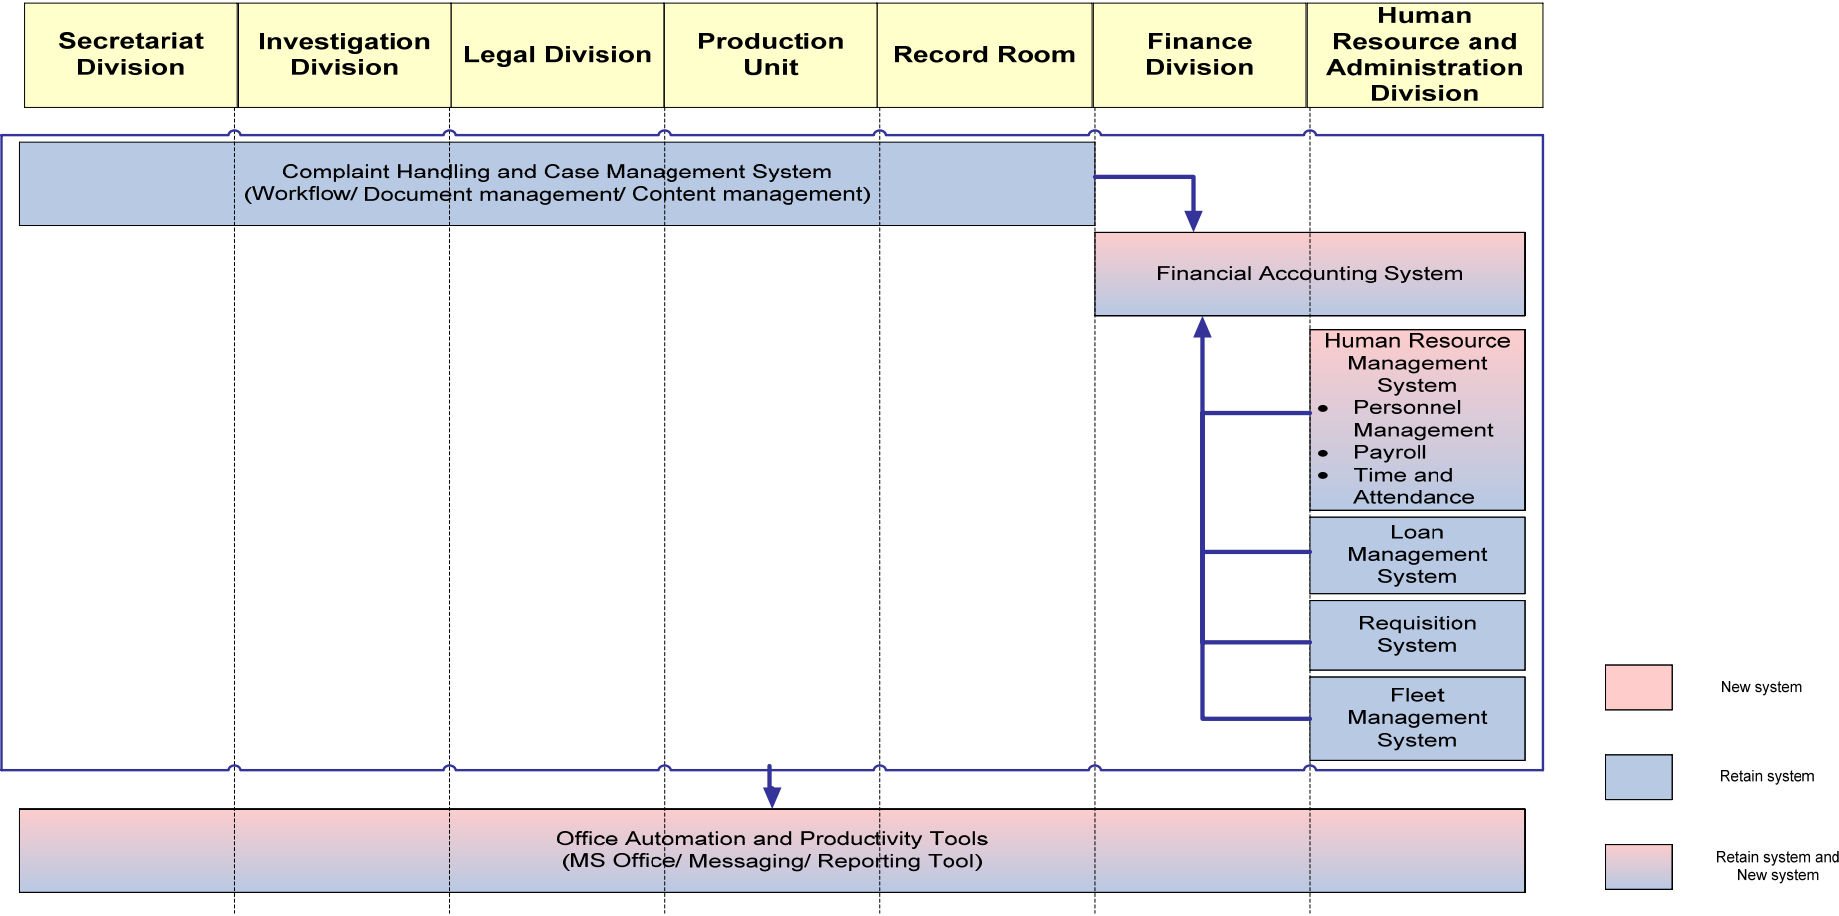 Secretariat
Division
Investigation
Division
Legal Division
Production
Unit
Record Room
Finance
Division
Human
Resource and
Administration
Division
Complaint Handling and Case Management System
(Workflow/ Document management/ Content management)
Financial Accounting System
Human Resource
Management
System
• Personnel
Management
• Payroll
• Time and
Attendance
Loan
Management
System
Requisition
System
Fleet
Management
System
Office Automation and Productivity Tools
(MS Office/ Messaging/ Reporting Tool)
New system
Retain system
Retain system and
New system